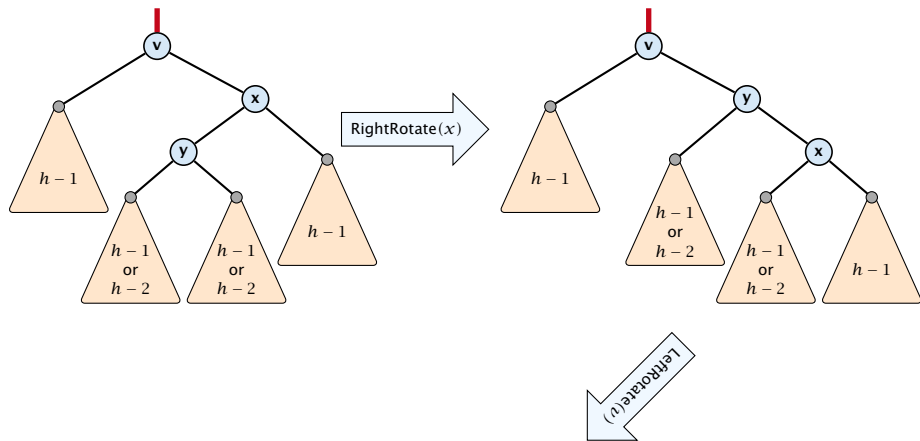 v
x
y
h − 1
h − 1
or
h − 2
h − 1
or
h − 2
h − 1
RightRotate(x)
v
y
x
h − 1
h − 1
or
h − 2
h − 1
or
h − 2
h − 1
LeftRotate(v)